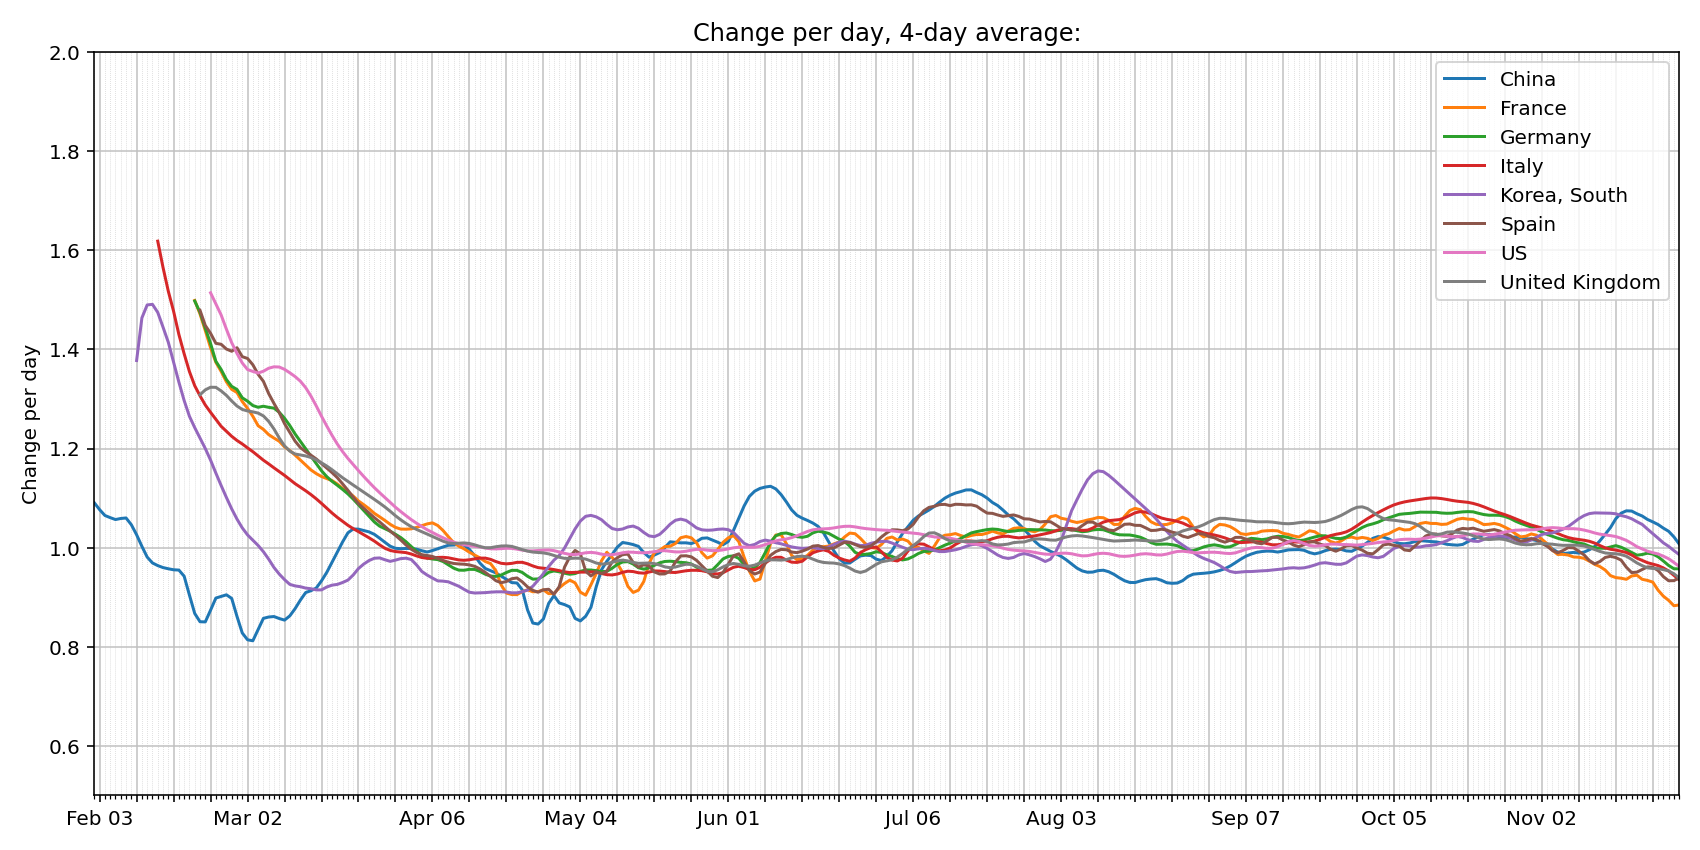 Change per day, 4-day average:
Change per day
2.0
1.8
1.6
1.4
1.2
1.0
0.8
0.6
China
France
Germany
Italy
Korea, South
Spain
US
United Kingdom
Feb 03 Mar 02 Apr 06 May 04 Jun 01 Jul 06 Aug 03 Sep 07 Oct 05 Nov 02